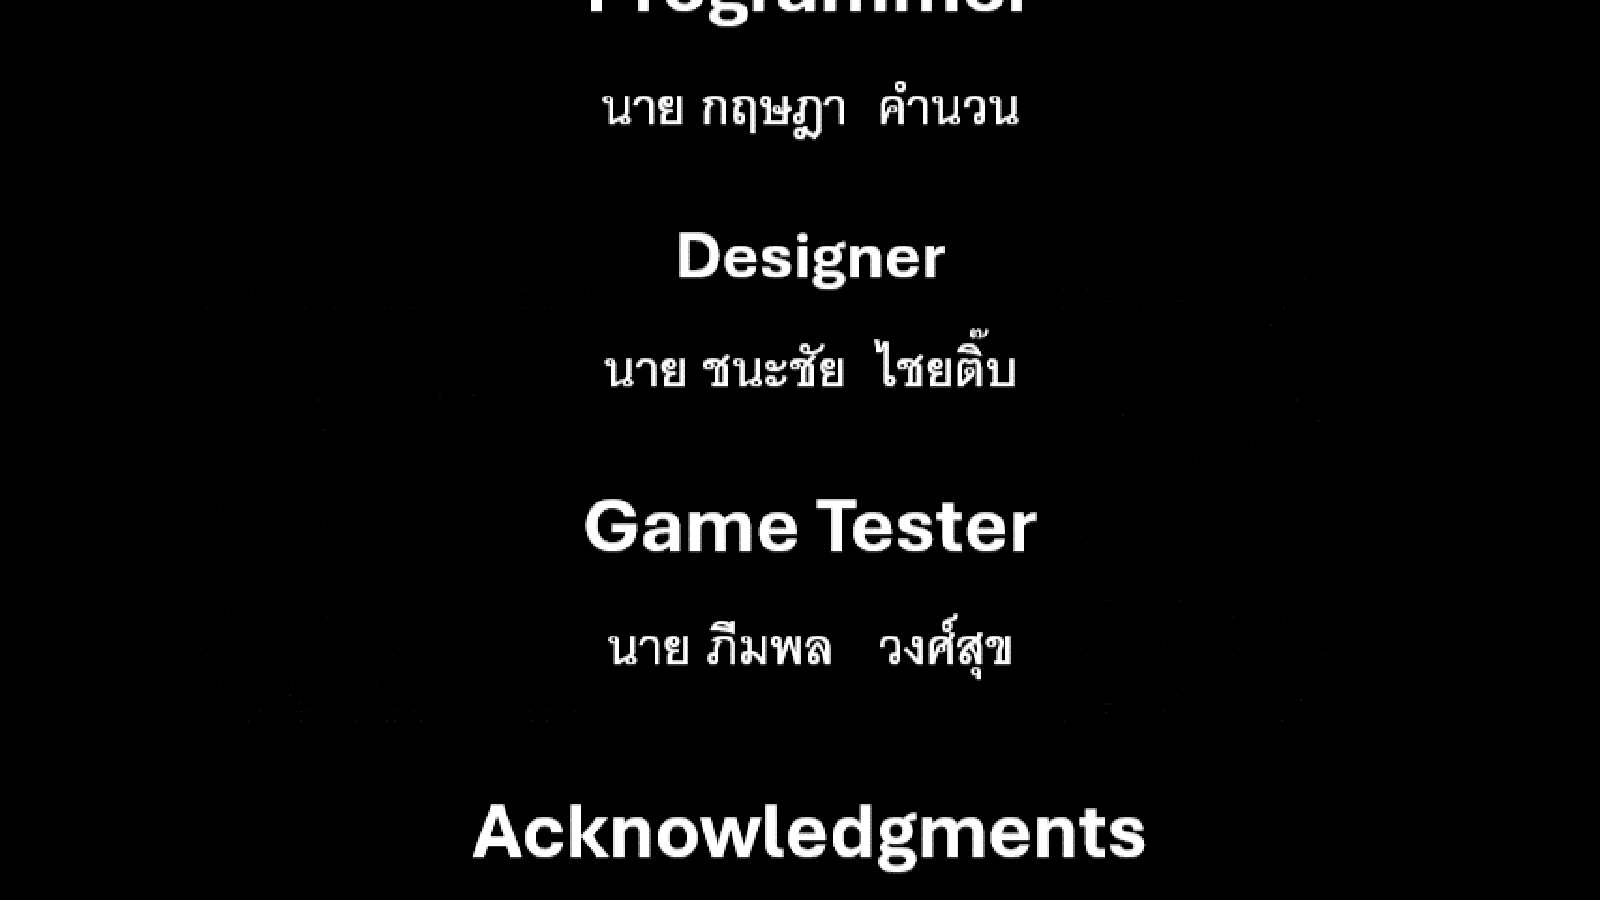 Programmer
นาย กฤษฎา คำนวน
Designer
นาย ชนะชัย ไชยติ๊บ
Game Tester
นาย ภีมพล วงศ์สุข
Acknowledgments